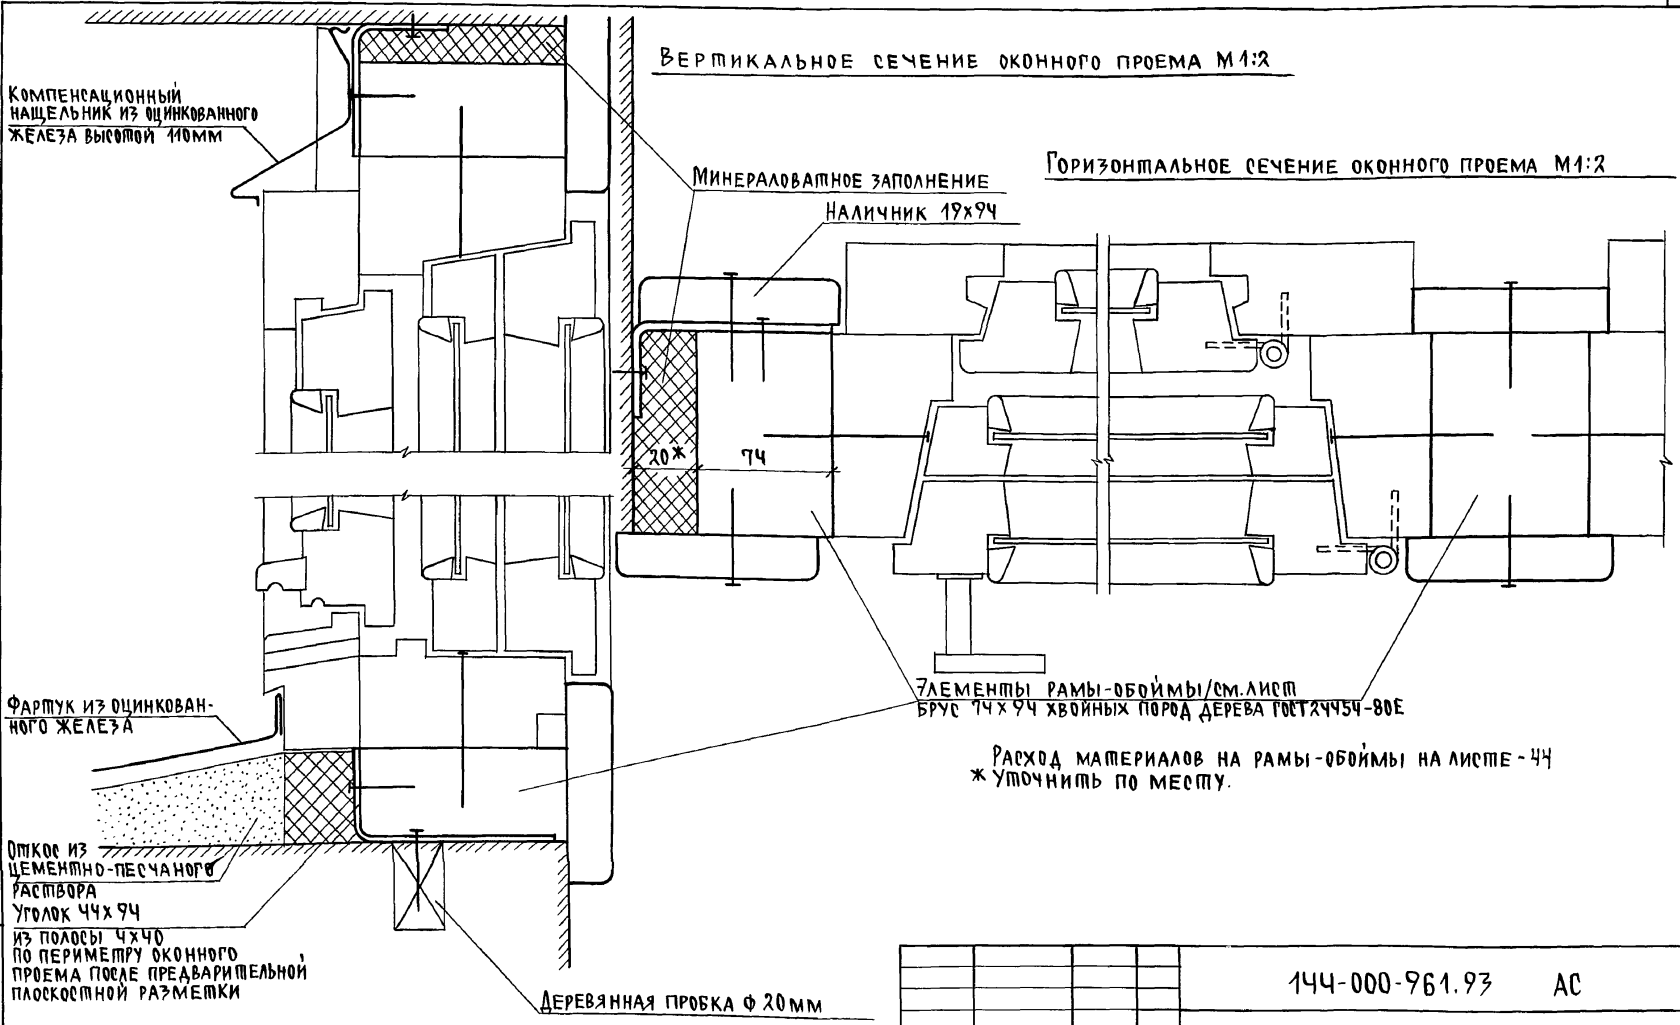 Вертикальное сечение оконного проема М1:2
Компенсационный
нащельник из оцинкованного
железа высотой 110мм
Горизонтальное сечение оконного проема М1:2
Минераловатное заполнение
Наличник 19х94
20* 74
Элементы рамы-обоймы/см.лист
брус 74х94 хвойных пород дерева ГОСТ24454-80Е
Фартук из оцинкован-
ного железа
Расход материалов на рамы-обоймы на листе-44
* Уточнить по месту.
Откос из
цементно-песчаного
раствора
Уголок 44х94
из полосы 4х40
по периметру оконного
проема после предварительной
плоскостной разметки
Деревянная пробка Ф 20мм
144-000-961.93 АС